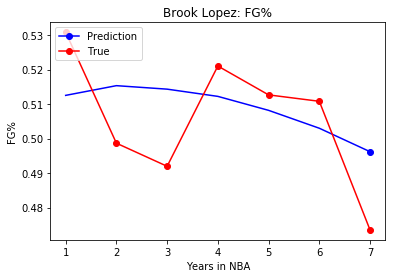 Brook Lopez: FG%
Prediction
True
FG%
0.53
0.52
0.51
0.50
0.49
0.48
1 2 3 4 5 6 7
Years in NBA